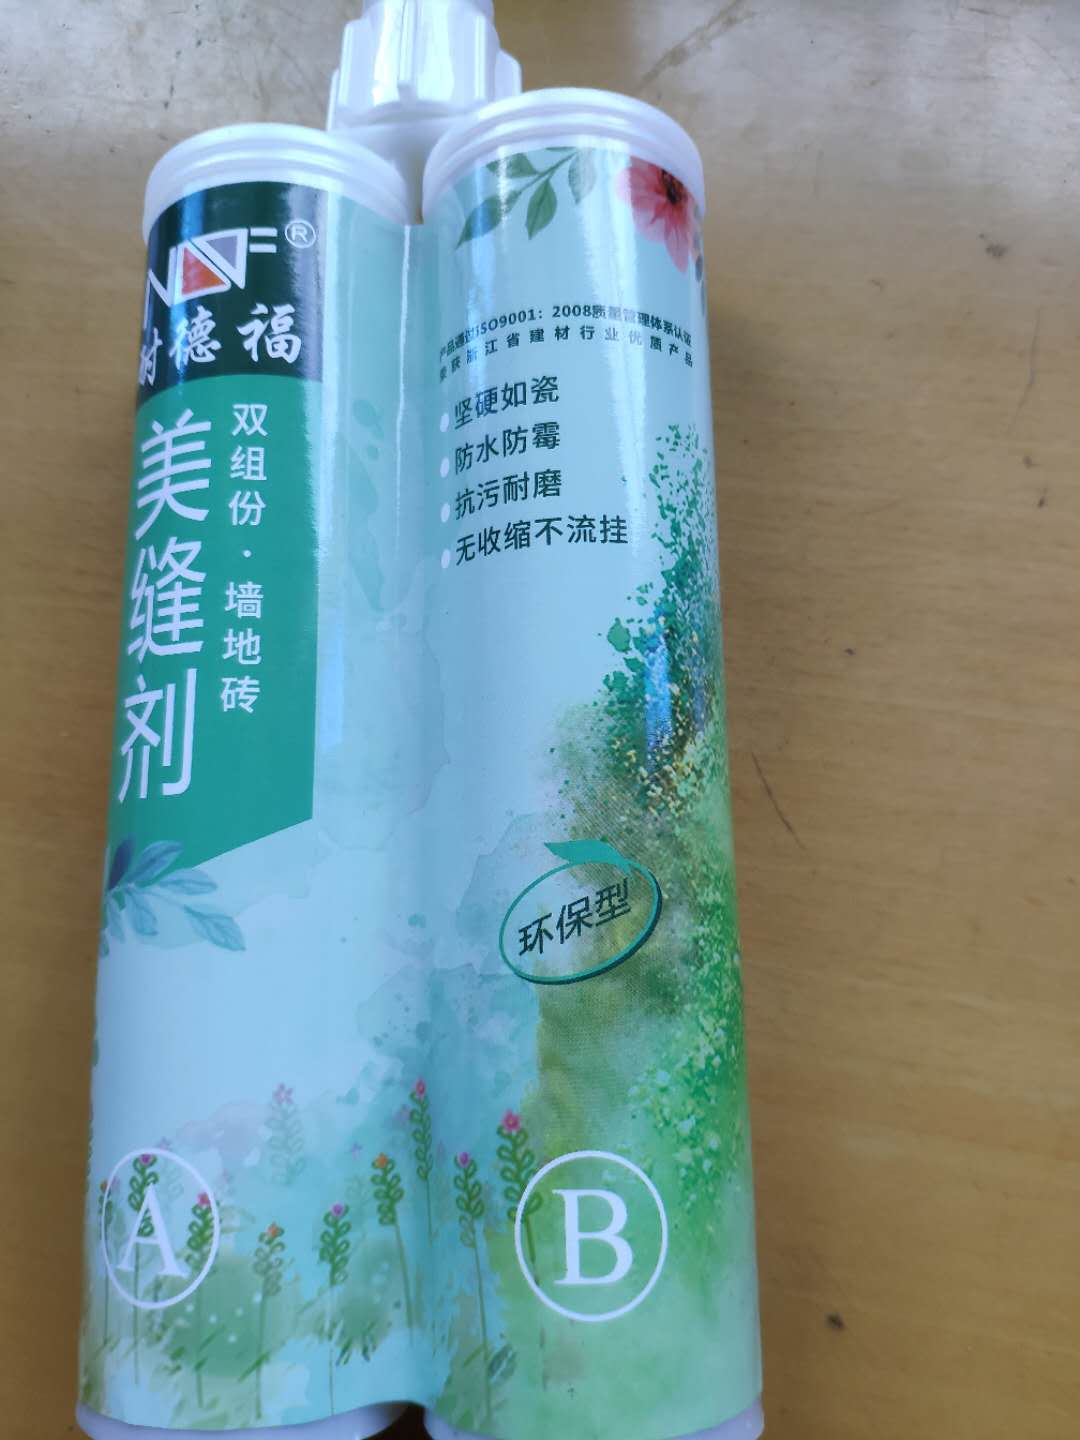 NDF®
耐德福
美缝剂
双组份·墙地砖
产品通过iSO9001：2008质量管理体系认证
荣获浙江省建材行业优质产品
坚硬如瓷
防水防霉
抗污耐磨
无收缩不流挂
环保型
A
B